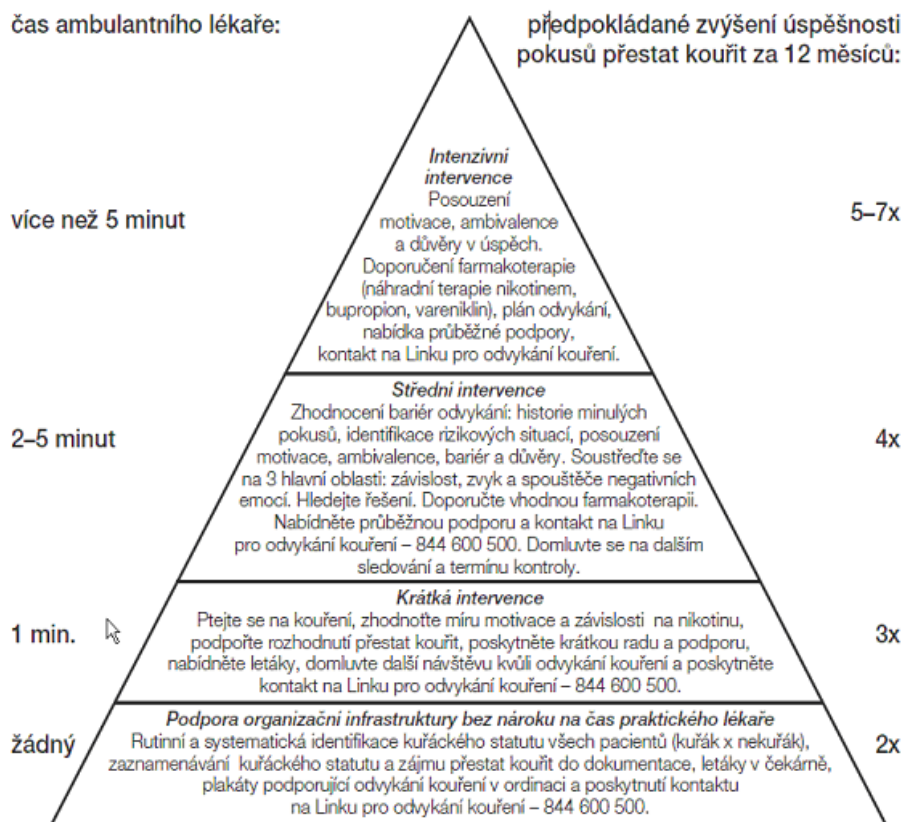 čas ambulantního lékaře:
předpokládané zvýšení úspěšnosti
pokusů přestat kouřit za 12 měsíců:
Intenzivní
intervence
Posouzení
motivace, ambivalence
a důvěry v úspěch.
Doporučení farmakoterapie
(náhradní terapie nikotinem,
bupropion, vareniklin), plán odvykání,
nabídka průběžné podpory,
kontakt na Linku pro odvykání kouření.
více než 5 minut
5–7x
Střední intervence
Zhodnocení bariér odvykání: historie minulých
pokusů, identifikace rizikových situací, posouzení
motivace, ambivalence, bariér a důvěry. Soustřeďte se
na 3 hlavní oblasti: závislost, zvyk a spouštěče negativních
emocí. Hledejte řešení. Doporučte vhodnou farmakoterapii.
Nabídněte průběžnou podporu a kontakt na Linku
pro odvykání kouření – 844 600 500. Domluvte se na dalším
sledování a termínu kontroly.
2–5 minut
4x
Krátká intervence
Ptejte se na kouření, zhodnoťte míru motivace a závislosti na nikotinu,
podpořte rozhodnutí přestat kouřit, poskytněte krátkou radu a podporu,
nabídněte letáky, domluvte další návštěvu kvůli odvykání kouření a poskytněte
kontakt na Linku pro odvykání kouření – 844 600 500.
1 min.
3x
Podpora organizační infrastruktury bez nároku na čas praktického lékaře
Rutinní a systematická identifikace kuřáckého statutu všech pacientů (kuřák x nekuřák),
zaznamenávání kuřáckého statutu a zájmu přestat kouřit do dokumentace, letáky v čekárně,
plakáty podporující odvykání kouření v ordinaci a poskytnutí kontaktu
na Linku pro odvykání kouření – 844 600 500.
žádný
2x